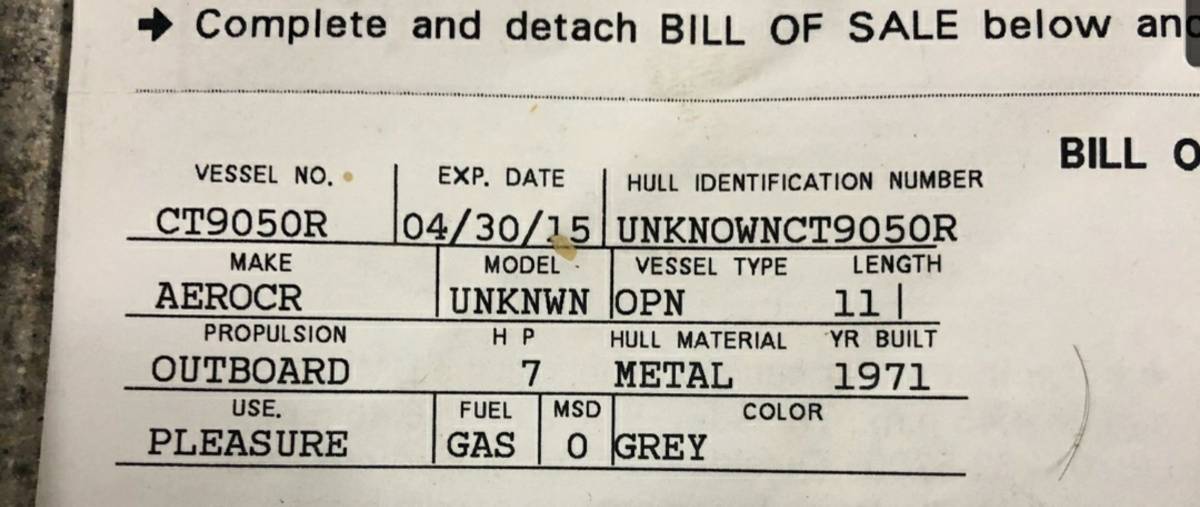 ➔ Complete and detach BILL OF SALE below and
BILL O
VESSEL NO. EXP. DATE HULL IDENTIFICATION NUMBER
CT9050R 04/30/15 UNKNOWNCT9050R
MAKE MODEL VESSEL TYPE LENGTH
AEROCR UNKNWN OPN 11
PROPULSION H P HULL MATERIAL YR BUILT
OUTBOARD 7 METAL 1971
USE. FUEL MSD COLOR
PLEASURE GAS 0 GREY